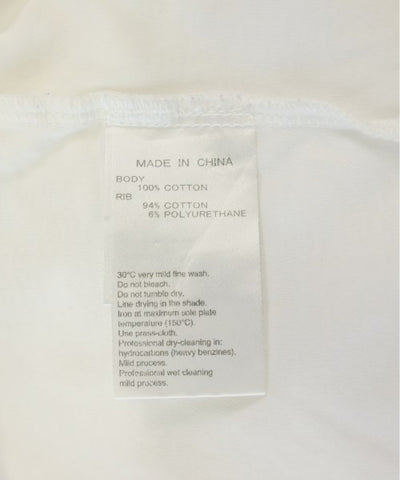 MADE IN CHINA
BODY
100% COTTON
RIB
94% COTTON
6% POLYURETHANE
30°C very mild fine wash.
Do not bleach.
Do not tumble dry.
Line drying in the shade.
Iron at maximum sole plate
temperature (150°C).
Use press-cloth.
Professional dry-cleaning in:
hydrocarbons (heavy benzines).
Mild process.
Professional wet cleaning
mild process.